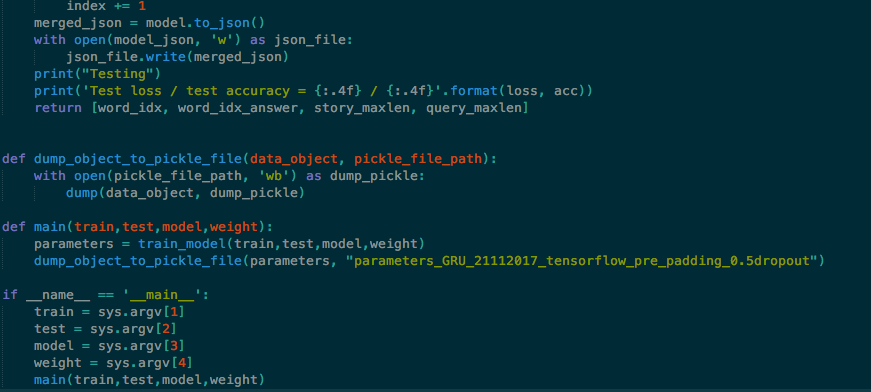 index += 1
    merged_json = model.to_json()
    with open(model_json, 'w') as json_file:
        json_file.write(merged_json)
    print("Testing")
    print('Test loss / test accuracy = {:.4f} / {:.4f}'.format(loss, acc))
    return [word_idx, word_idx_answer, story_maxlen, query_maxlen]
def dump_object_to_pickle_file(data_object, pickle_file_path):
    with open(pickle_file_path, 'wb') as dump_pickle:
        dump(data_object, dump_pickle)
def main(train,test,model,weight):
    parameters = train_model(train,test,model,weight)
    dump_object_to_pickle_file(parameters, "parameters_GRU_21112017_tensorflow_pre_padding_0.5dropout")
if __name__ == '__main__':
    train = sys.argv[1]
    test = sys.argv[2]
    model = sys.argv[3]
    weight = sys.argv[4]
    main(train,test,model,weight)